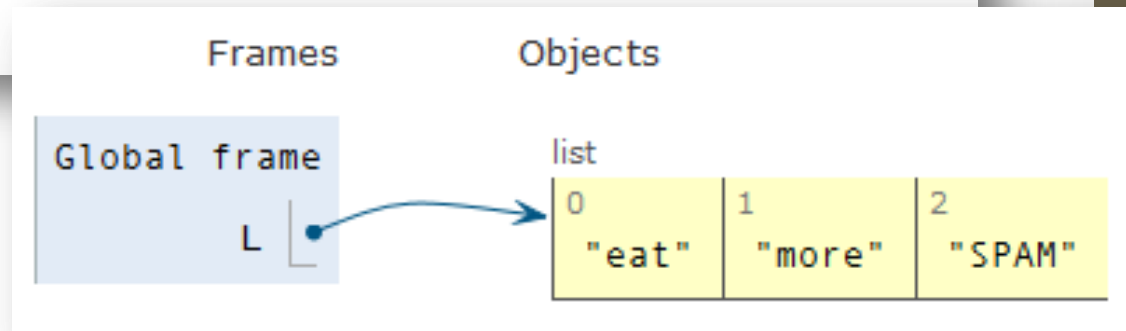 Frames Objects
Global frame
list
0 1 2
L
"eat" "more" "SPAM"